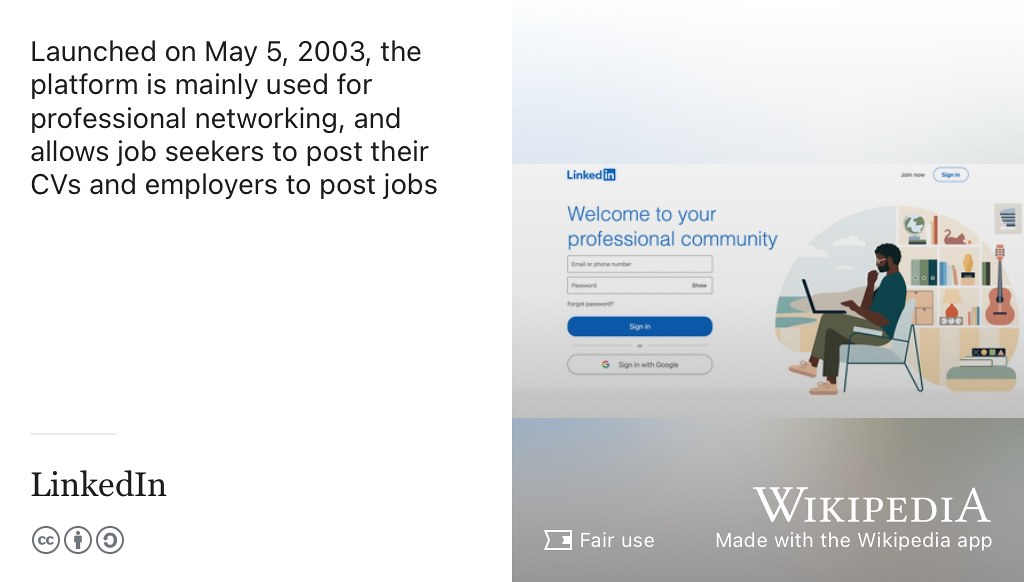 Launched on May 5, 2003, the
platform is mainly used for
professional networking, and
allows job seekers to post their
CVs and employers to post jobs
LinkedIn
cc
Linked in
Join now
Sign in
Welcome to your
professional community
Email or phone number
Password
Show
Forgot password?
Sign in
or
G Sign in with Google
WIKIPEDIA
Fair use
Made with the Wikipedia app